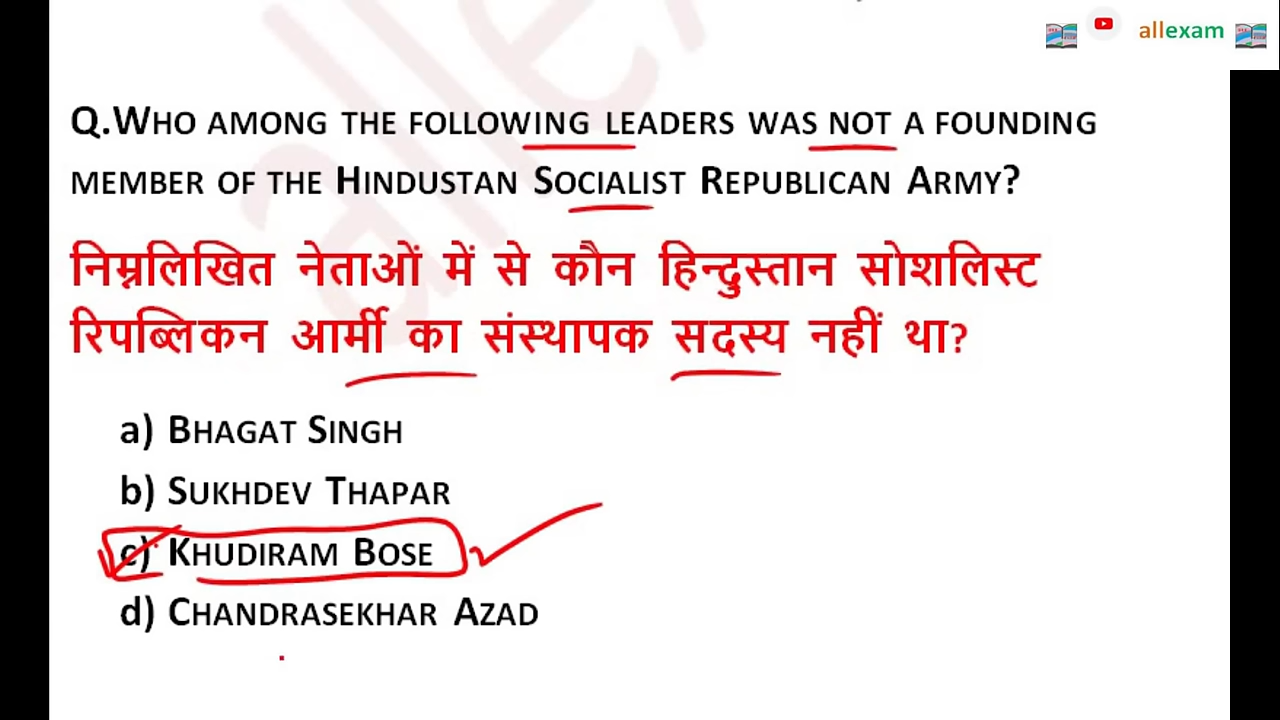 allexam
Q.Who among the following leaders was not a founding
member of the Hindustan Socialist Republican Army?
निम्नलिखित नेताओं में से कौन हिन्दुस्तान सोशलिस्ट
रिपब्लिकन आर्मी का संस्थापक सदस्य नहीं था?
a) Bhagat Singh
b) Sukhdev Thapar
c) Khudiram Bose
d) Chandrasekhar Azad